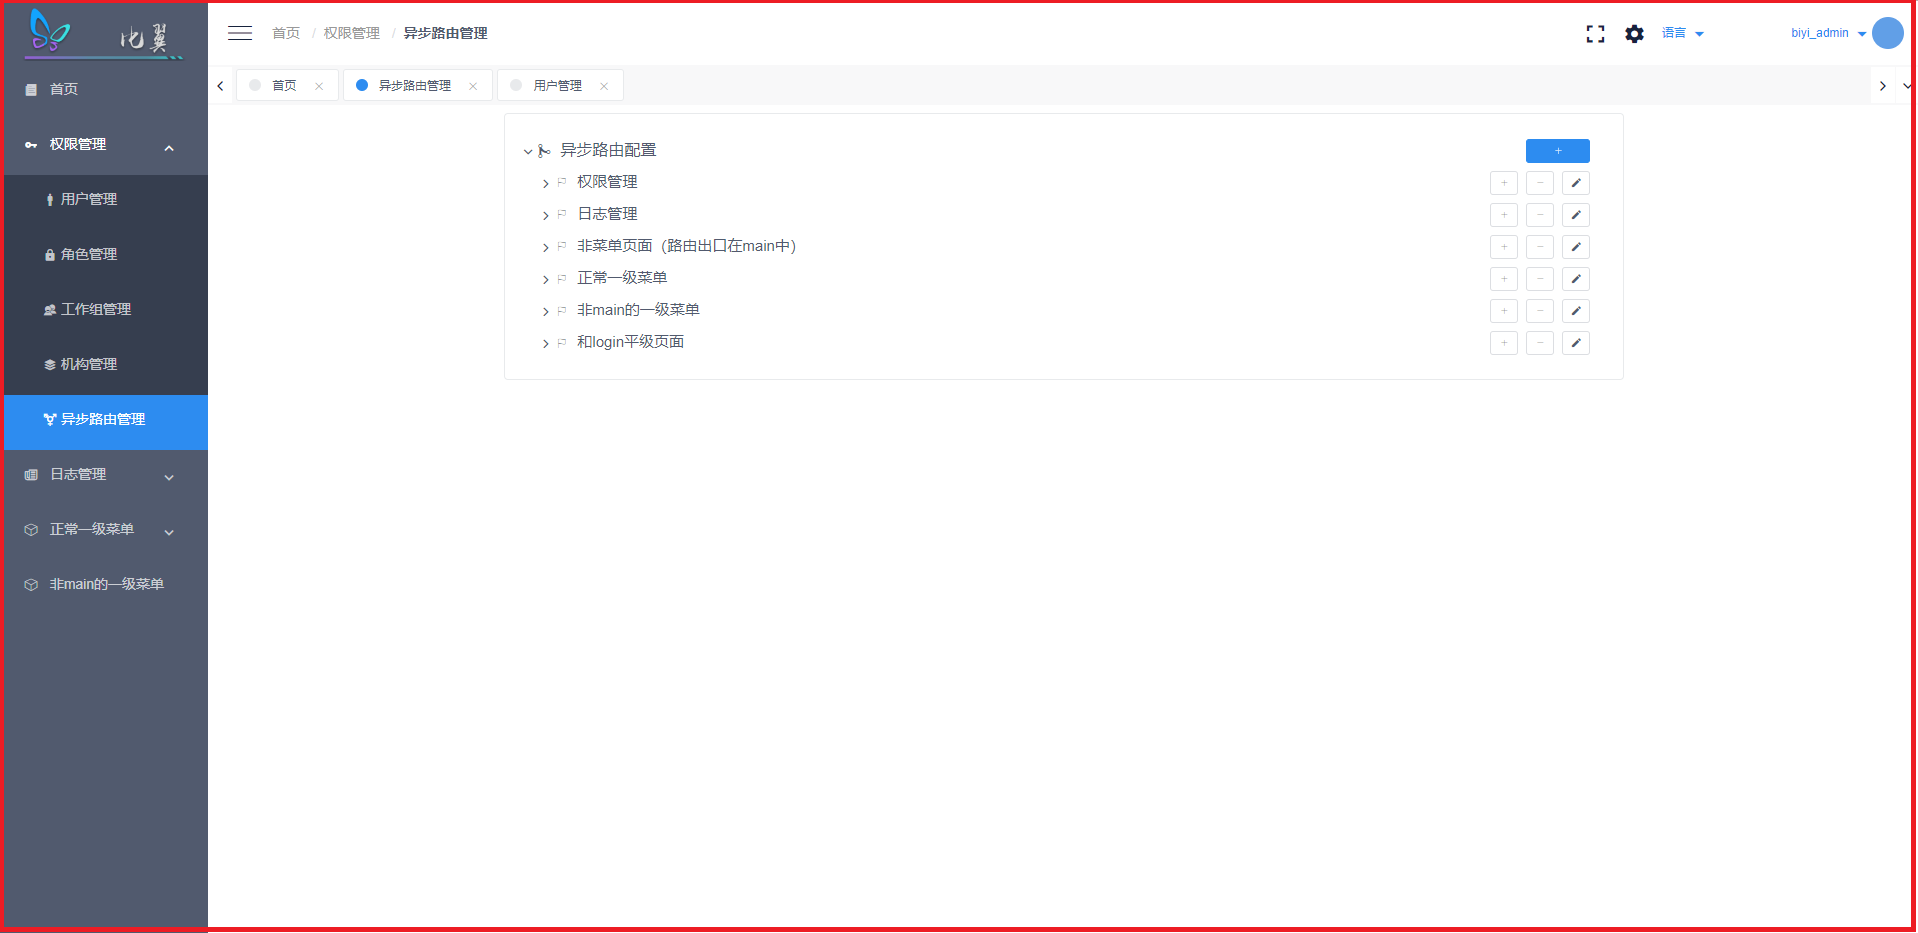 比翼
首页
权限管理
用户管理
角色管理
工作组管理
机构管理
异步路由管理
日志管理
正常一级菜单
非main的一级菜单
首页 / 权限管理 / 异步路由管理
语言
biyi_admin
首页
异步路由管理
用户管理
异步路由配置
权限管理
日志管理
非菜单页面（路由出口在main中）
正常一级菜单
非main的一级菜单
和login平级页面